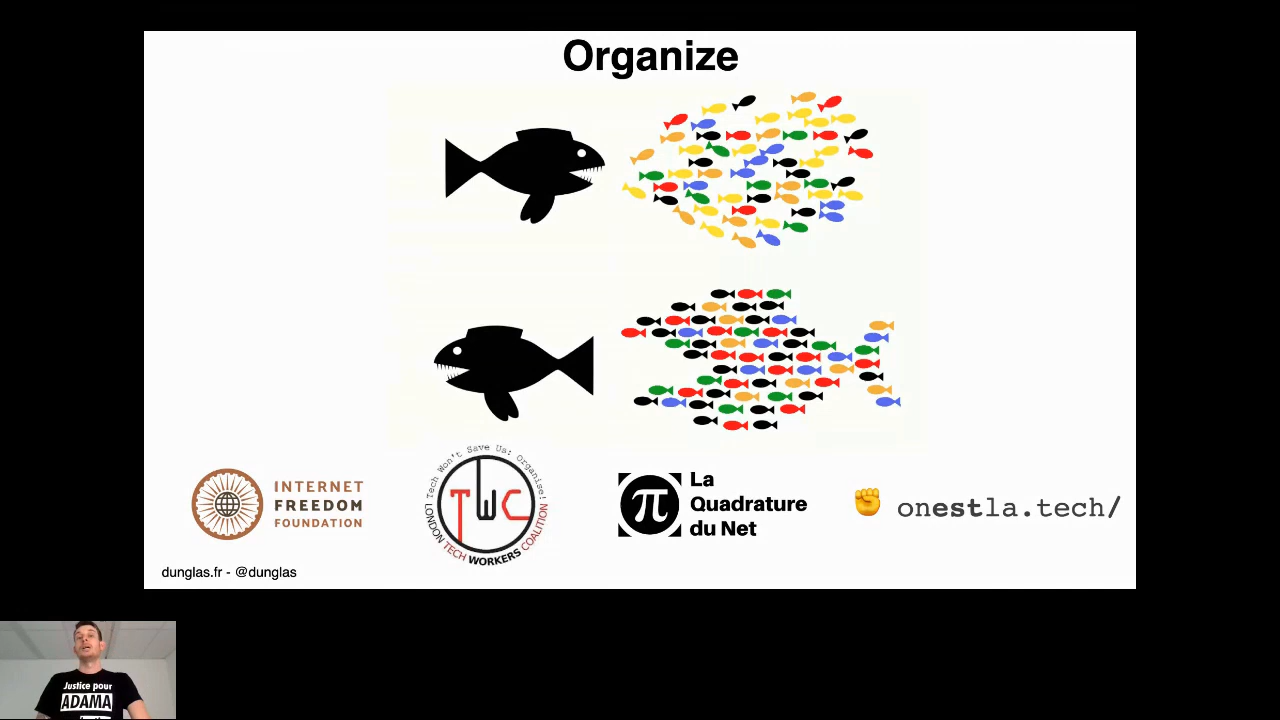 Organize
INTERNET
FREEDOM
FOUNDATION
Tech Won't Save Us: Organise!
TWC
LONDON TECH WORKERS COALITION
La
Quadrature
du Net
onestla.tech/
dunglas.fr - @dunglas
Justice pour
ADAMA